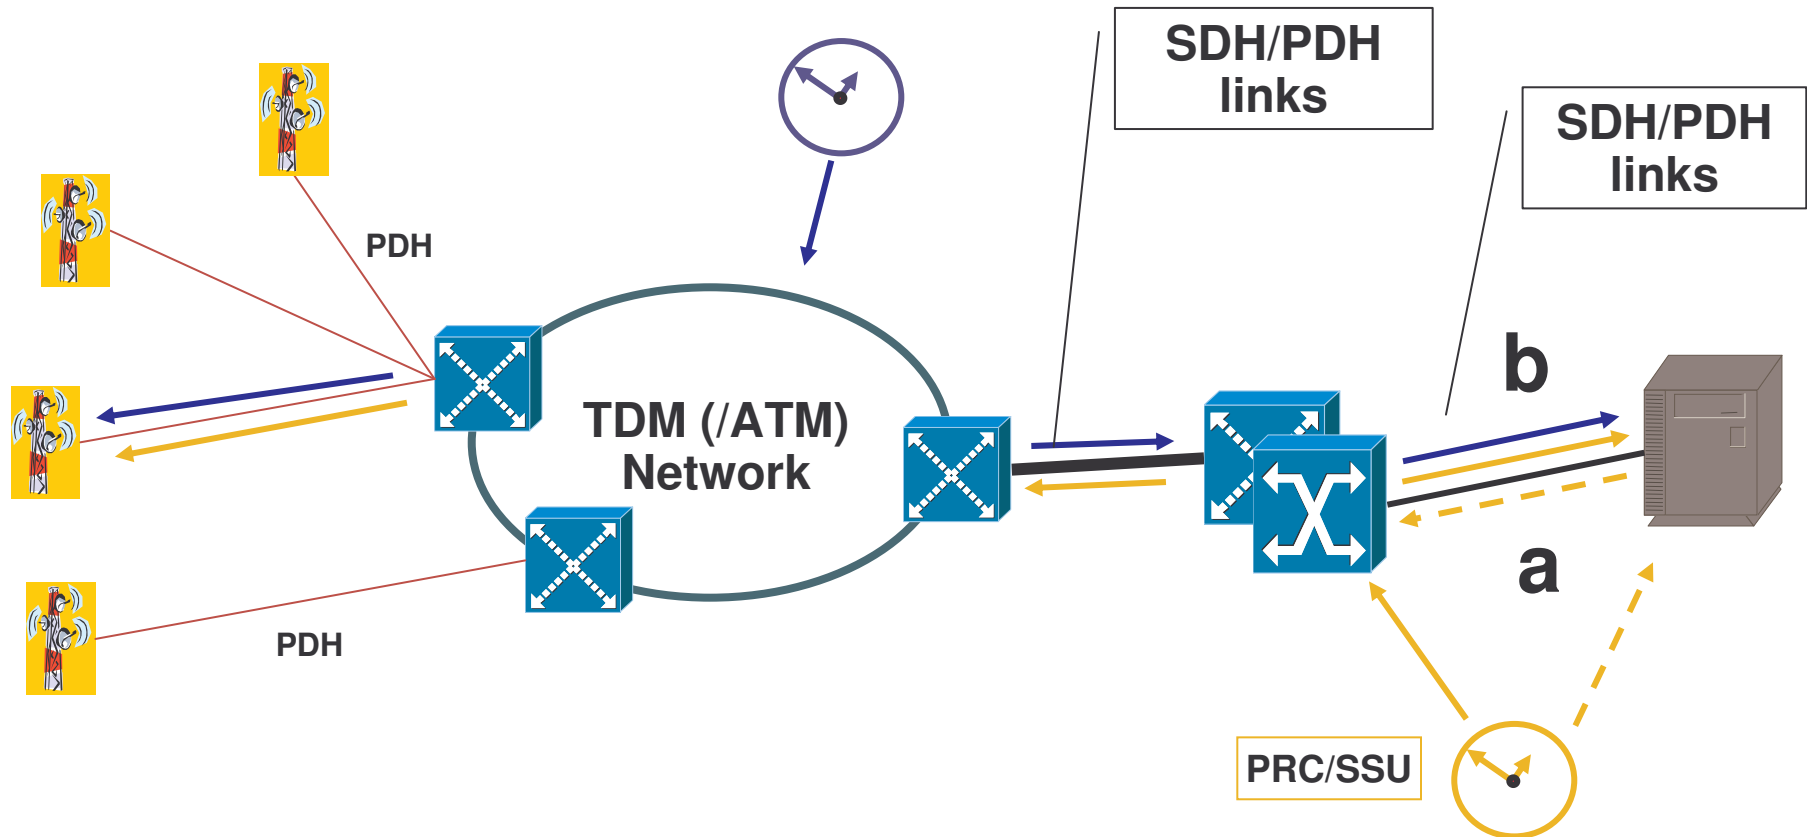 SDH/PDH
links
SDH/PDH
links
PDH
b
TDM (/ATM)
Network
a
PDH
PRC/SSU